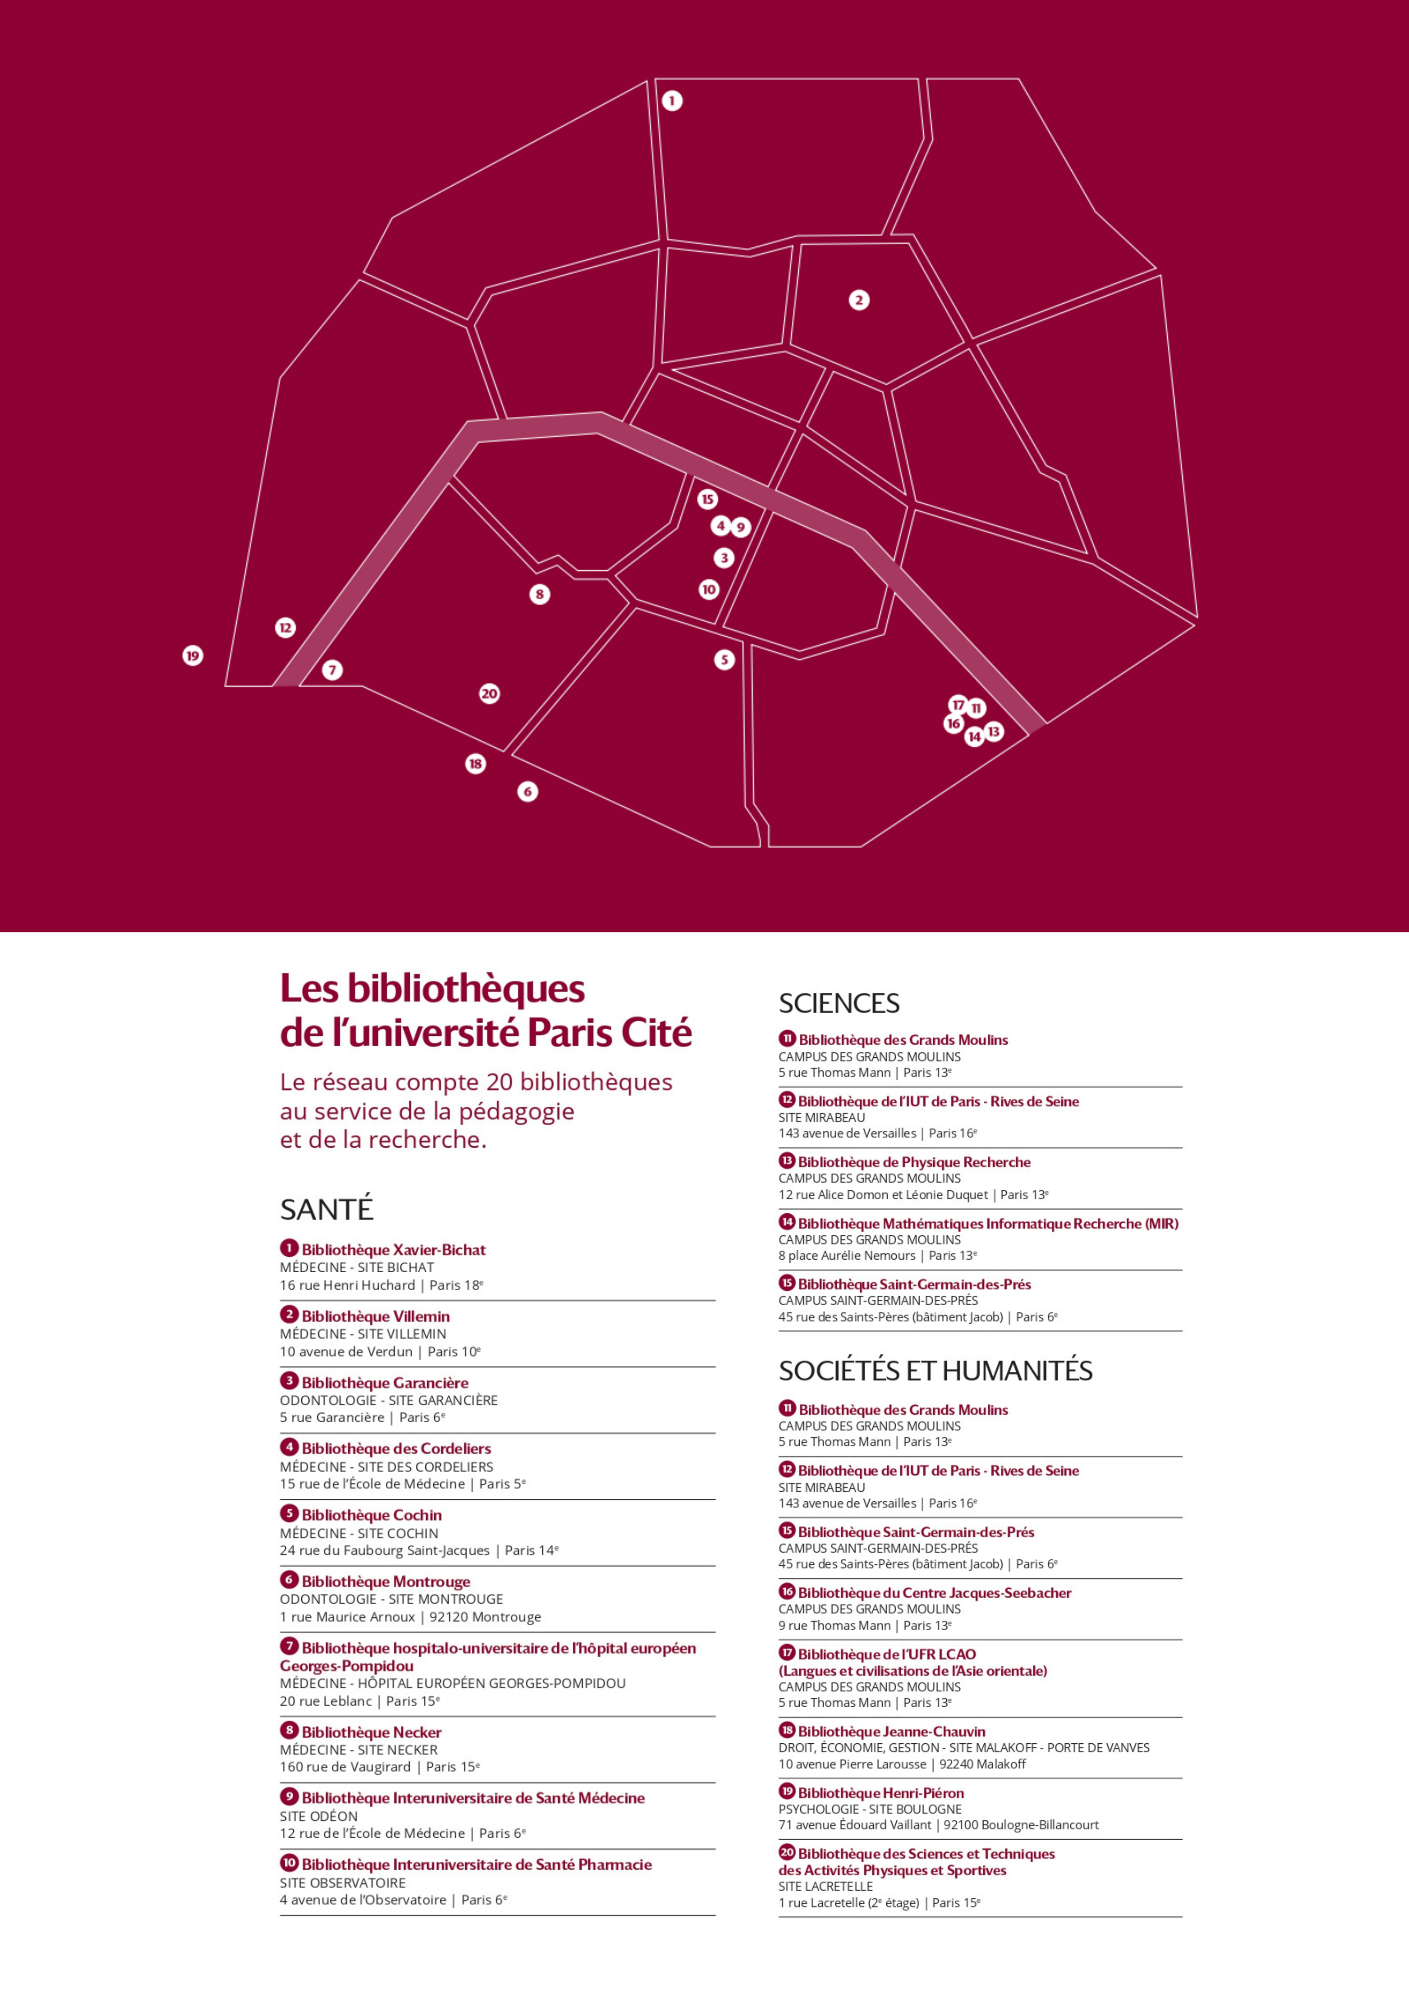 1
2
15
4 9
3
10
8
12
19
7
5
20
17 11
16
14 13
18
6
Les bibliothèques
de l’université Paris Cité
Le réseau compte 20 bibliothèques
au service de la pédagogie
et de la recherche.
SANTÉ
1 Bibliothèque Xavier-Bichat
MÉDECINE - SITE BICHAT
16 rue Henri Huchard | Paris 18e
2 Bibliothèque Villemin
MÉDECINE - SITE VILLEMIN
10 avenue de Verdun | Paris 10e
3 Bibliothèque Garancière
ODONTOLOGIE - SITE GARANCIÈRE
5 rue Garancière | Paris 6e
4 Bibliothèque des Cordeliers
MÉDECINE - SITE DES CORDELIERS
15 rue de l’École de Médecine | Paris 5e
5 Bibliothèque Cochin
MÉDECINE - SITE COCHIN
24 rue du Faubourg Saint-Jacques | Paris 14e
6 Bibliothèque Montrouge
ODONTOLOGIE - SITE MONTROUGE
1 rue Maurice Arnoux | 92120 Montrouge
7 Bibliothèque hospitalo-universitaire de l’hôpital européen
Georges-Pompidou
MÉDECINE - HÔPITAL EUROPÉEN GEORGES-POMPIDOU
20 rue Leblanc | Paris 15e
8 Bibliothèque Necker
MÉDECINE - SITE NECKER
160 rue de Vaugirard | Paris 15e
9 Bibliothèque Interuniversitaire de Santé Médecine
SITE ODÉON
12 rue de l’École de Médecine | Paris 6e
10 Bibliothèque Interuniversitaire de Santé Pharmacie
SITE OBSERVATOIRE
4 avenue de l’Observatoire | Paris 6e
SCIENCES
11 Bibliothèque des Grands Moulins
CAMPUS DES GRANDS MOULINS
5 rue Thomas Mann | Paris 13e
12 Bibliothèque de l’IUT de Paris - Rives de Seine
SITE MIRABEAU
143 avenue de Versailles | Paris 16e
13 Bibliothèque de Physique Recherche
CAMPUS DES GRANDS MOULINS
12 rue Alice Domon et Léonie Duquet | Paris 13e
14 Bibliothèque Mathématiques Informatique Recherche (MIR)
CAMPUS DES GRANDS MOULINS
8 place Aurélie Nemours | Paris 13e
15 Bibliothèque Saint-Germain-des-Prés
CAMPUS SAINT-GERMAIN-DES-PRÉS
45 rue des Saints-Pères (bâtiment Jacob) | Paris 6e
SOCIÉTÉS ET HUMANITÉS
11 Bibliothèque des Grands Moulins
CAMPUS DES GRANDS MOULINS
5 rue Thomas Mann | Paris 13e
12 Bibliothèque de l’IUT de Paris - Rives de Seine
SITE MIRABEAU
143 avenue de Versailles | Paris 16e
15 Bibliothèque Saint-Germain-des-Prés
CAMPUS SAINT-GERMAIN-DES-PRÉS
45 rue des Saints-Pères (bâtiment Jacob) | Paris 6e
16 Bibliothèque du Centre Jacques-Seebacher
CAMPUS DES GRANDS MOULINS
9 rue Thomas Mann | Paris 13e
17 Bibliothèque de l’UFR LCAO
(Langues et civilisations de l’Asie orientale)
CAMPUS DES GRANDS MOULINS
5 rue Thomas Mann | Paris 13e
18 Bibliothèque Jeanne-Chauvin
DROIT, ÉCONOMIE, GESTION - SITE MALAKOFF - PORTE DE VANVES
10 avenue Pierre Larousse | 92240 Malakoff
19 Bibliothèque Henri-Piéron
PSYCHOLOGIE - SITE BOULOGNE
71 avenue Édouard Vaillant | 92100 Boulogne-Billancourt
20 Bibliothèque des Sciences et Techniques
des Activités Physiques et Sportives
SITE LACRETELLE
1 rue Lacretelle (2e étage) | Paris 15e